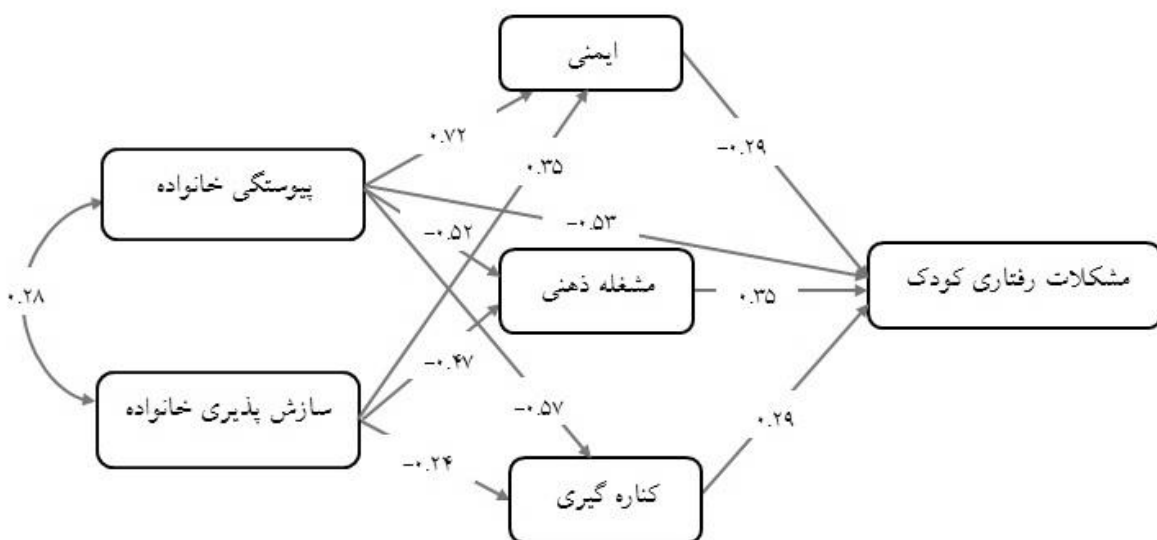 ایمنی
۰.۷۲
-۰.۲۹
۰.۳۵
پیوستگی خانواده
-۰.۵۲
-۰.۵۳
مشغله ذهنی
مشکلات رفتاری کودک
۰.۲۸
۰.۳۵
-۰.۴۷
سازش پذیری خانواده
-۰.۵۷
۰.۲۹
-۰.۲۴
کناره گیری